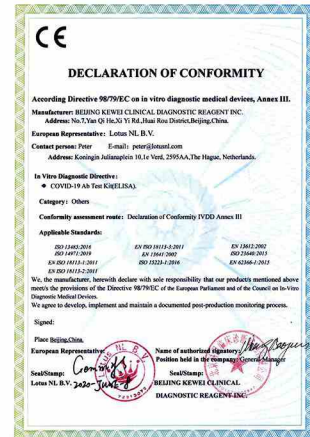 CE
DECLARATION OF CONFORMITY
According Directive 98/79/EC on in vitro diagnostic medical devices, Annex III.
Manufacturer: BEIJING KEWEI CLINICAL DIAGNOSTIC REAGENT INC.
Address: No.7,Yan Qi He,Xi Yi Rd.,Huai Rou District,Beijing,China.
European Representative: Lotus NL B.V.
Contact person: Peter E-mail: peter@lotusnl.com
Address: Koningin Julianaplein 10,1e Verd, 2595AA,The Hague, Netherlands.
In Vitro Diagnostic Directive:
● COVID-19 Ab Test Kit(ELISA).
Category: Others
Conformity assessment route: Declaration of Conformity IVDD Annex III
Applicable Standards:
ISO 13485:2016 EN ISO 18113-3:2011 EN 13612:2002
ISO 14971:2019 EN 13641:2002 ISO 23640:2015
EN ISO 18113-1:2011 ISO 15223-1:2016 EN 62366-1:2015
EN ISO 18113-2:2011
We, the manufacturer, herewith declare with sole responsibility that our products mentioned above
meet/s the provisions of the Directive 98/79/EC of the European Parliament and of the Council on In-Vitro
Diagnostic Medical Devices.
We agree to develop, implement and maintain a documented post-production monitoring process.
Signed:
Place Beijing,China.
European Representative: Name of authorized signatory:
Position held in the company: General Manager
Seal/Stamp: Seal/Stamp:
Lotus NL B.V. BEIJING KEWEI CLINICAL
DIAGNOSTIC REAGENT INC.